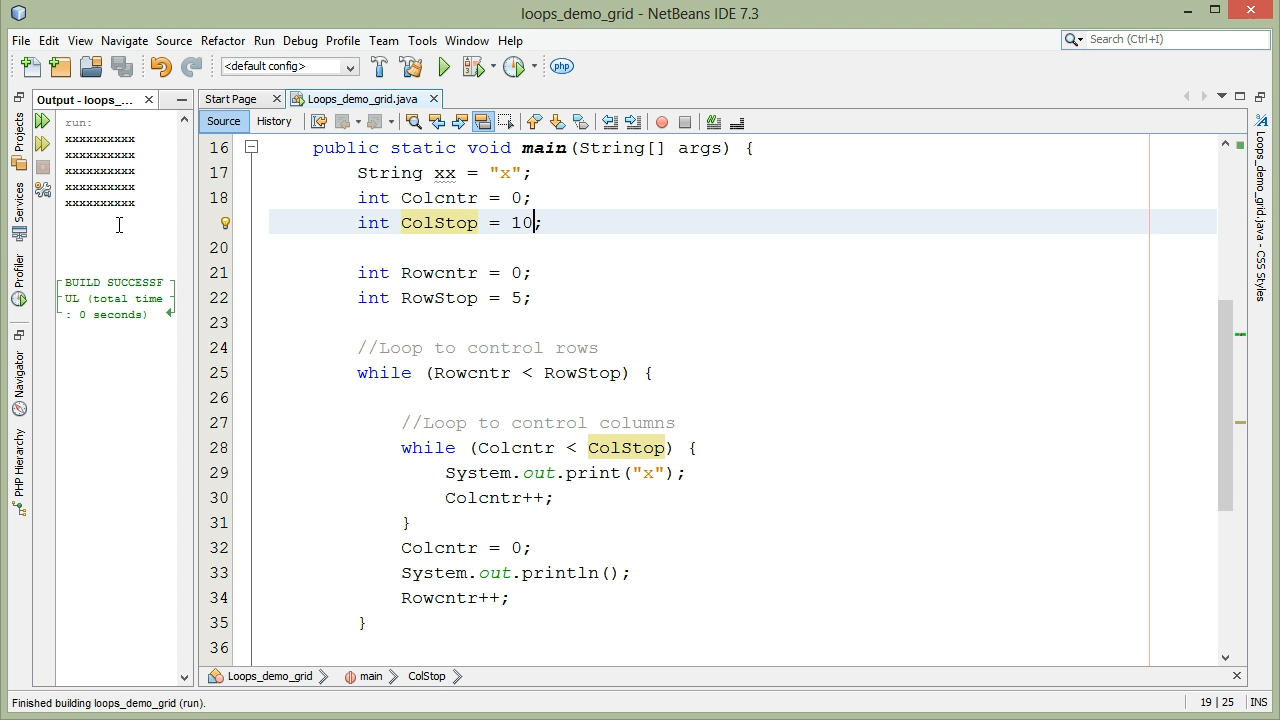 loops_demo_grid - NetBeans IDE 7.3
File Edit View Navigate Source Refactor Run Debug Profile Team Tools Window Help
Search (Ctrl+I)
<default config>
php
Output - loops_...
Start Page
Loops_demo_grid.java
Source
History
Projects
Services
Profiler
Navigator
PHP Hierarchy
run:
xxxxxxxxxx
xxxxxxxxxx
xxxxxxxxxx
xxxxxxxxxx
xxxxxxxxxx
BUILD SUCCESSF
UL (total time
: 0 seconds)
16 public static void main(String[] args) {
17 String xx = "x";
18 int Colcntr = 0;
int ColStop = 10;
20
21 int Rowcntr = 0;
22 int RowStop = 5;
23
24 //Loop to control rows
25 while (Rowcntr < RowStop) {
26
27 //Loop to control columns
28 while (Colcntr < ColStop) {
29 System.out.print("x");
30 Colcntr++;
31 }
32 Colcntr = 0;
33 System.out.println();
34 Rowcntr++;
35 }
36
Loops_demo_grid.java - CSS Styles
Loops_demo_grid
main
ColStop
Finished building loops_demo_grid (run).
19 | 25
INS